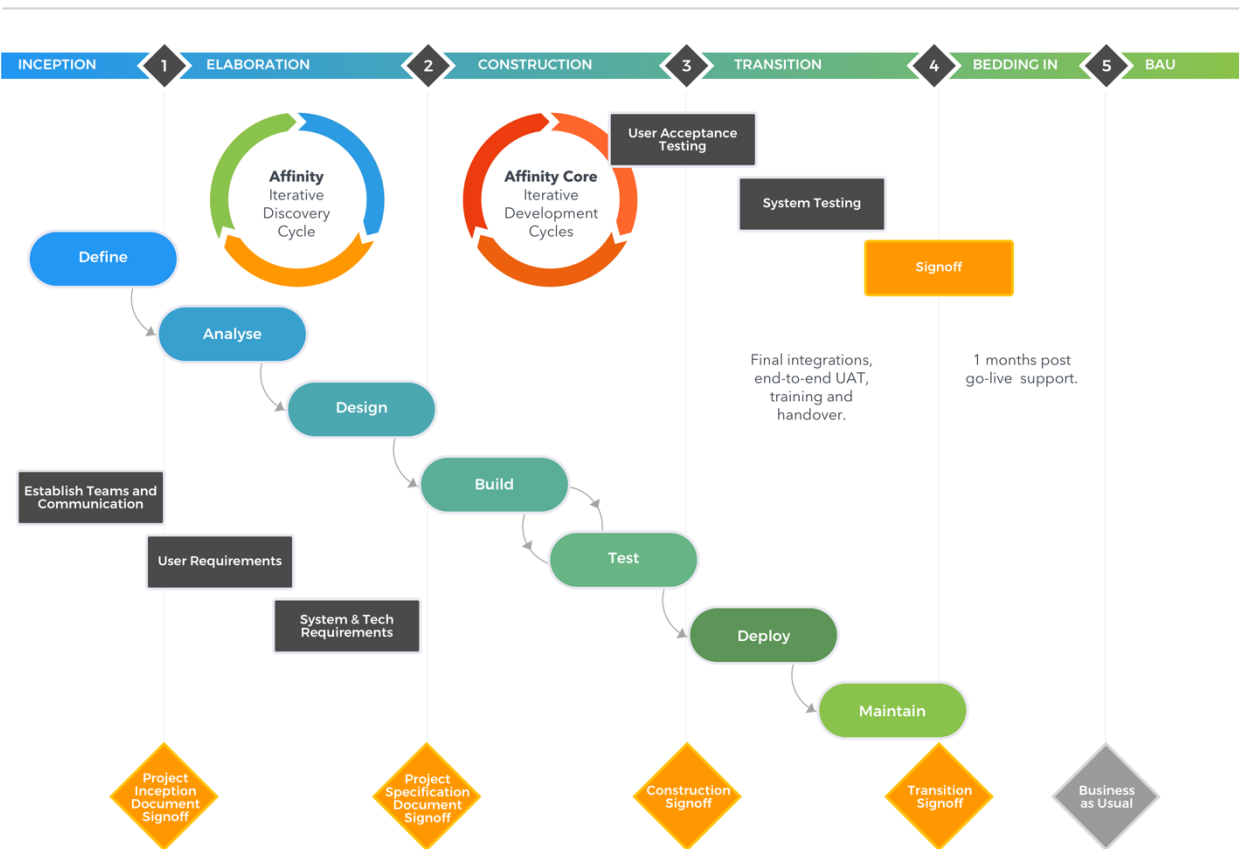 INCEPTION
1
ELABORATION
2
CONSTRUCTION
3
TRANSITION
4
BEDDING IN
5
BAU
Affinity
Iterative
Discovery
Cycle
Affinity Core
Iterative
Development
Cycles
User Acceptance
Testing
System Testing
Signoff
Define
Analyse
Design
Build
Test
Deploy
Maintain
Final integrations,
end-to-end UAT,
training and
handover.
1 months post
go-live support.
Establish Teams and
Communication
User Requirements
System & Tech
Requirements
Project
Inception
Document
Signoff
Project
Specification
Document
Signoff
Construction
Signoff
Transition
Signoff
Business
as Usual